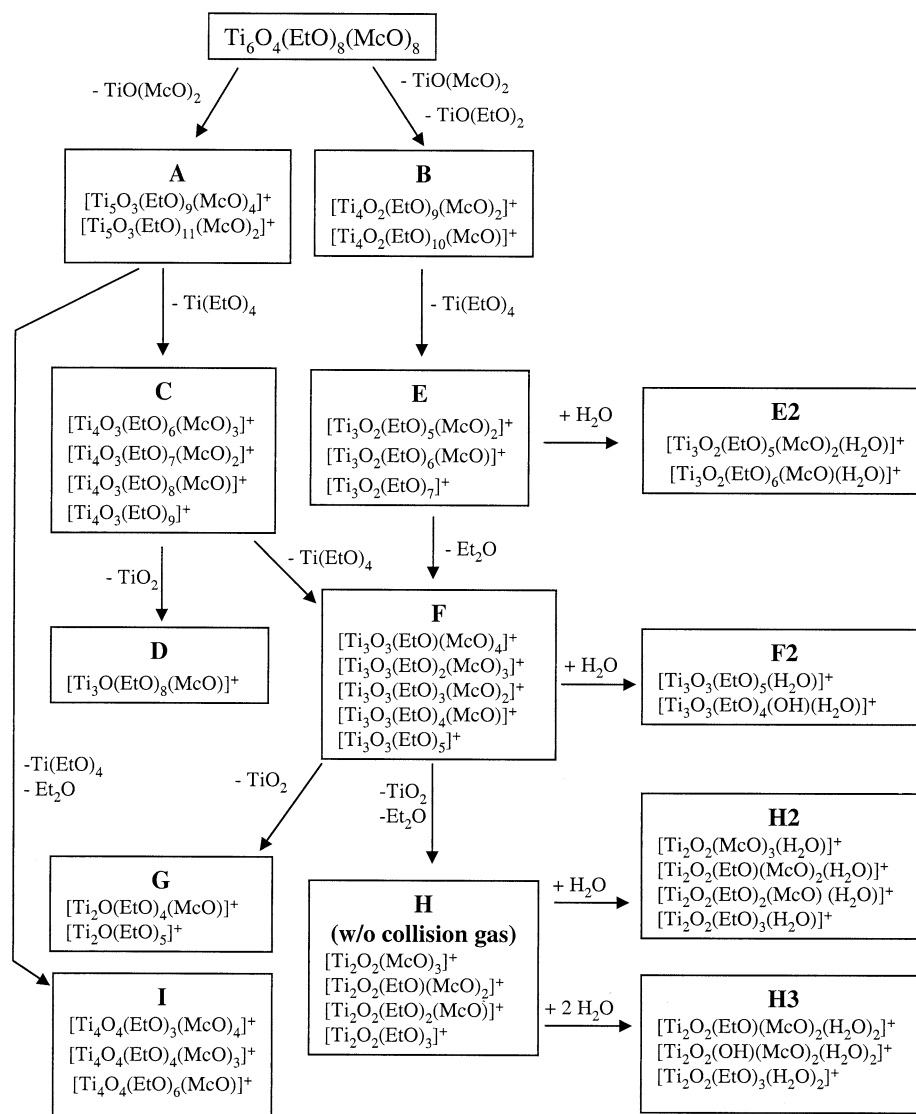 Ti₆O₄(EtO)₈(McO)₈
- TiO(McO)₂
- TiO(McO)₂
- TiO(EtO)₂
A
[Ti₅O₃(EtO)₉(McO)₄]⁺
[Ti₅O₃(EtO)₁₁(McO)₂]⁺
B
[Ti₄O₂(EtO)₉(McO)₂]⁺
[Ti₄O₂(EtO)₁₀(McO)]⁺
- Ti(EtO)₄
- Ti(EtO)₄
C
[Ti₄O₃(EtO)₆(McO)₃]⁺
[Ti₄O₃(EtO)₇(McO)₂]⁺
[Ti₄O₃(EtO)₈(McO)]⁺
[Ti₄O₃(EtO)₉]⁺
E
[Ti₃O₂(EtO)₅(McO)₂]⁺
[Ti₃O₂(EtO)₆(McO)]⁺
[Ti₃O₂(EtO)₇]⁺
+ H₂O
E2
[Ti₃O₂(EtO)₅(McO)₂(H₂O)]⁺
[Ti₃O₂(EtO)₆(McO)(H₂O)]⁺
- TiO₂
- Ti(EtO)₄
- Et₂O
D
[Ti₃O(EtO)₈(McO)]⁺
F
[Ti₃O₃(EtO)(McO)₄]⁺
[Ti₃O₃(EtO)₂(McO)₃]⁺
[Ti₃O₃(EtO)₃(McO)₂]⁺
[Ti₃O₃(EtO)₄(McO)]⁺
[Ti₃O₃(EtO)₅]⁺
+ H₂O
F2
[Ti₃O₃(EtO)₅(H₂O)]⁺
[Ti₃O₃(EtO)₄(OH)(H₂O)]⁺
-Ti(EtO)₄
- Et₂O
- TiO₂
-TiO₂
-Et₂O
G
[Ti₂O(EtO)₄(McO)]⁺
[Ti₂O(EtO)₅]⁺
H
(w/o collision gas)
[Ti₂O₂(McO)₃]⁺
[Ti₂O₂(EtO)(McO)₂]⁺
[Ti₂O₂(EtO)₂(McO)]⁺
[Ti₂O₂(EtO)₃]⁺
+ H₂O
H2
[Ti₂O₂(McO)₃(H₂O)]⁺
[Ti₂O₂(EtO)(McO)₂(H₂O)]⁺
[Ti₂O₂(EtO)₂(McO) (H₂O)]⁺
[Ti₂O₂(EtO)₃(H₂O)]⁺
I
[Ti₄O₄(EtO)₃(McO)₄]⁺
[Ti₄O₄(EtO)₄(McO)₃]⁺
[Ti₄O₄(EtO)₆(McO)]⁺
+ 2 H₂O
H3
[Ti₂O₂(EtO)(McO)₂(H₂O)₂]⁺
[Ti₂O₂(OH)(McO)₂(H₂O)₂]⁺
[Ti₂O₂(EtO)₃(H₂O)₂]⁺